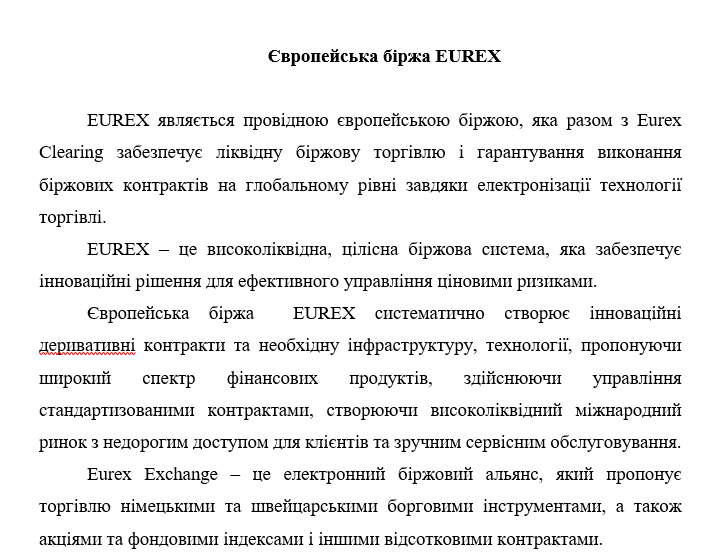 Європейська біржа EUREX
EUREX являється провідною європейською біржою, яка разом з Eurex
Clearing забезпечує ліквідну біржову торгівлю і гарантування виконання
біржових контрактів на глобальному рівні завдяки електронізації технології
торгівлі.
EUREX – це високоліквідна, цілісна біржова система, яка забезпечує
інноваційні рішення для ефективного управління ціновими ризиками.
Європейська біржа EUREX систематично створює інноваційні
деривативні контракти та необхідну інфраструктуру, технології, пропонуючи
широкий спектр фінансових продуктів, здійснюючи управління
стандартизованими контрактами, створюючи високоліквідний міжнародний
ринок з недорогим доступом для клієнтів та зручним сервісним обслуговування.
Eurex Exchange – це електронний біржовий альянс, який пропонує
торгівлю німецькими та швейцарськими борговими інструментами, а також
акціями та фондовими індексами і іншими відсотковими контрактами.